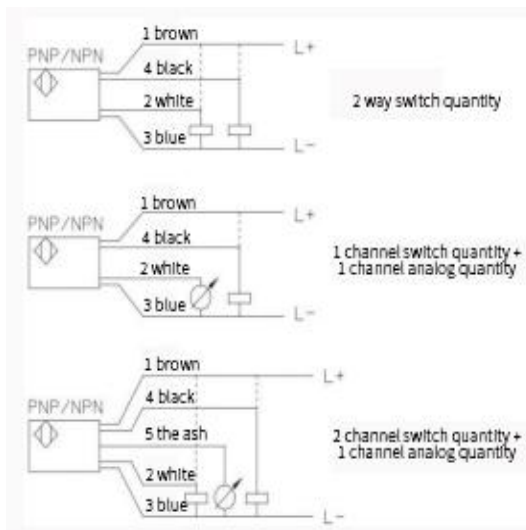 1 brown
L+
PNP/NPN
4 black
2 white
2 way switch quantity
3 blue
L-
1 brown
L+
PNP/NPN
4 black
1 channel switch quantity +
1 channel analog quantity
2 white
3 blue
L-
1 brown
L+
4 black
PNP/NPN
5 the ash
2 channel switch quantity +
1 channel analog quantity
2 white
3 blue
L-